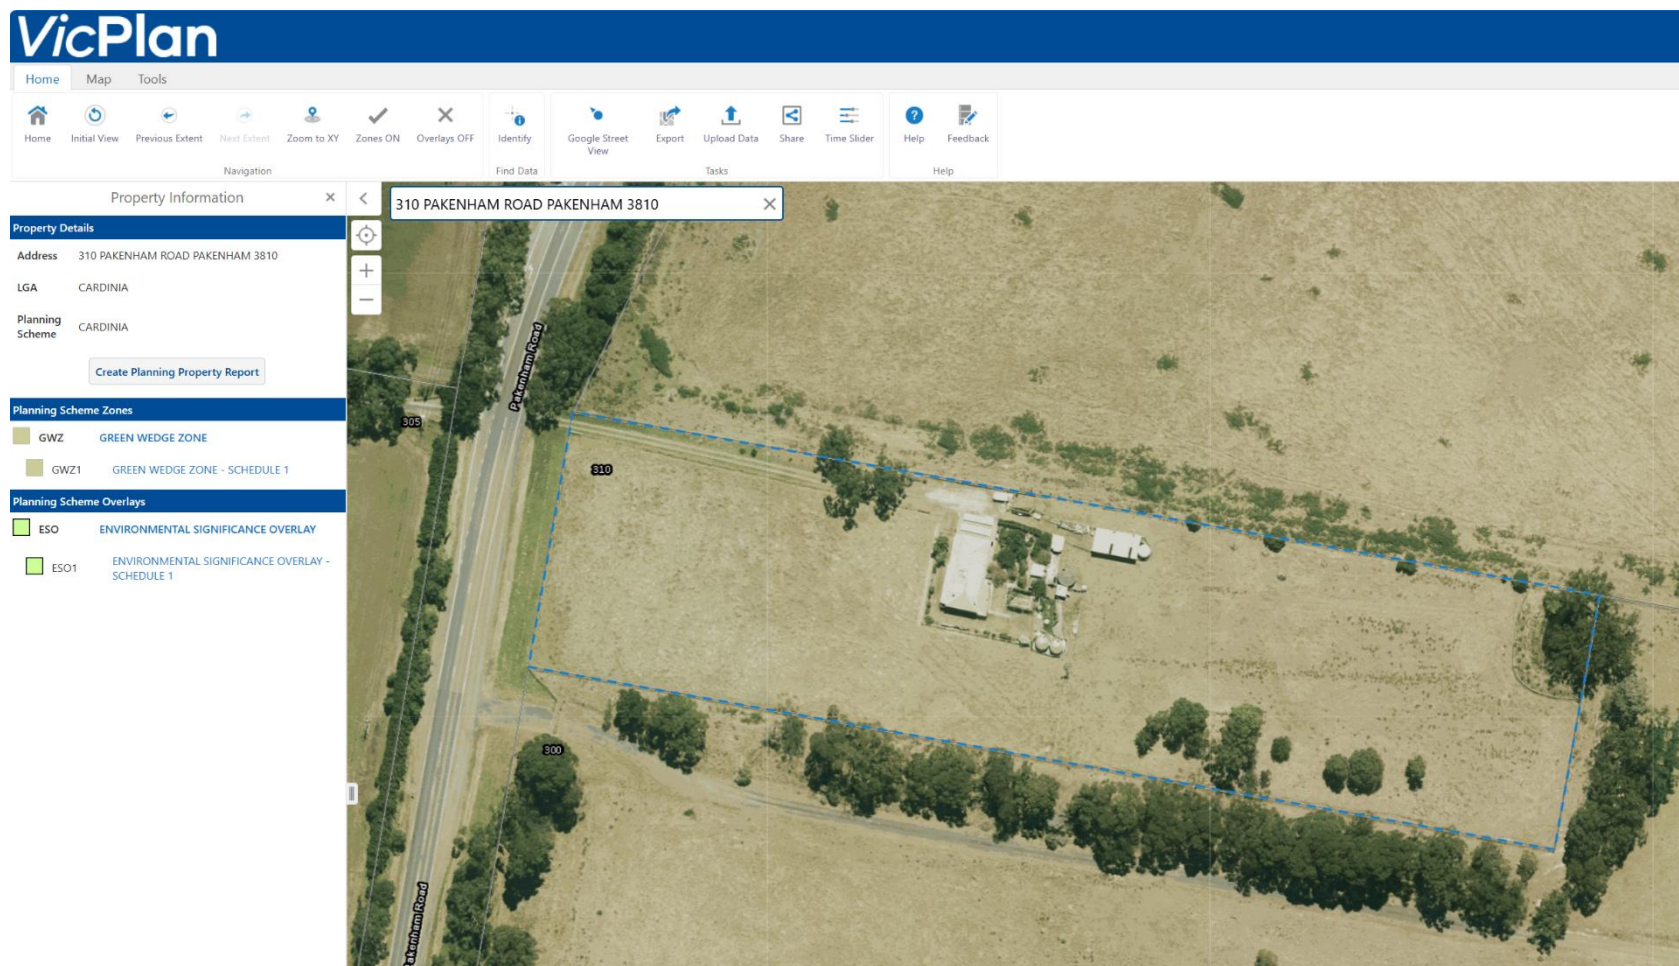 VicPlan
Home Map Tools
Home Initial View Previous Extent Next Extent Zoom to XY Zones ON Overlays OFF Identify Google Street View Export Upload Data Share Time Slider Help Feedback
Navigation Find Data Tasks Help
Property Information
310 PAKENHAM ROAD PAKENHAM 3810
Property Details
Address 310 PAKENHAM ROAD PAKENHAM 3810
LGA CARDINIA
Planning Scheme CARDINIA
Create Planning Property Report
Planning Scheme Zones
GWZ GREEN WEDGE ZONE
GWZ1 GREEN WEDGE ZONE - SCHEDULE 1
Planning Scheme Overlays
ESO ENVIRONMENTAL SIGNIFICANCE OVERLAY
ESO1 ENVIRONMENTAL SIGNIFICANCE OVERLAY -
SCHEDULE 1
Pakenham Road
305
310
300
Pakenham Road